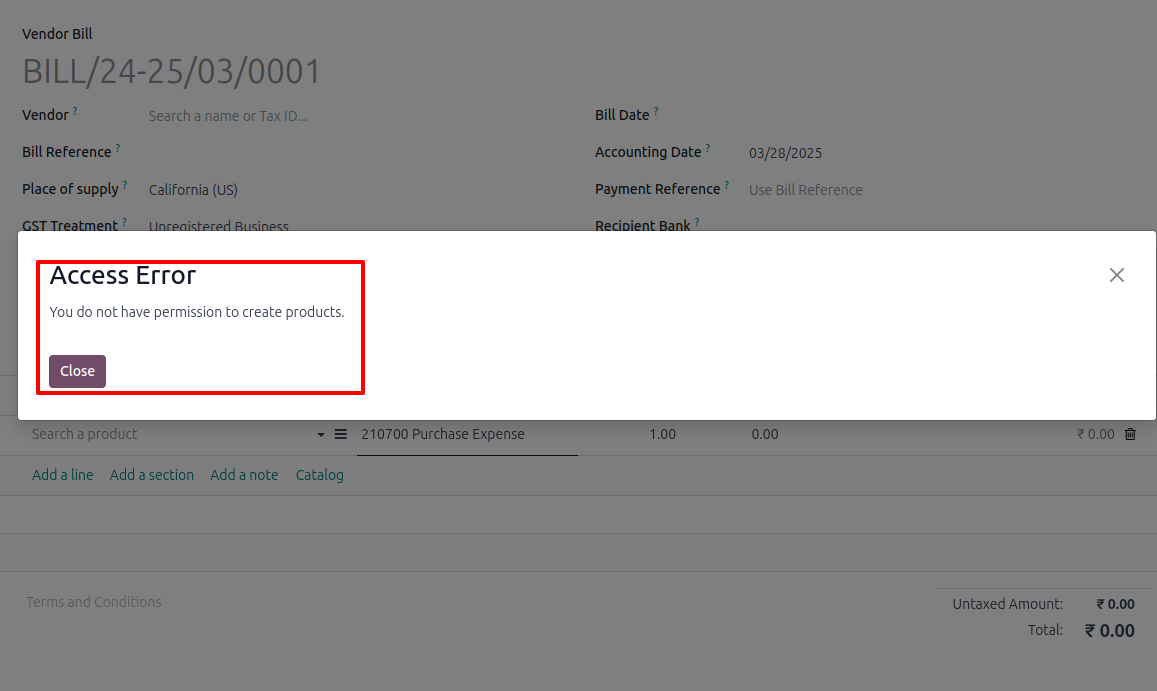 Vendor Bill
BILL/24-25/03/0001
Vendor ? Search a name or Tax ID... Bill Date ?
Bill Reference ? Accounting Date ? 03/28/2025
Place of supply ? California (US) Payment Reference ? Use Bill Reference
GST Treatment ? Unregistered Business Recipient Bank ?
Access Error
You do not have permission to create products.
Close
Search a product 210700 Purchase Expense 1.00 0.00 ₹ 0.00
Add a line Add a section Add a note Catalog
Terms and Conditions Untaxed Amount: ₹ 0.00
Total: ₹ 0.00